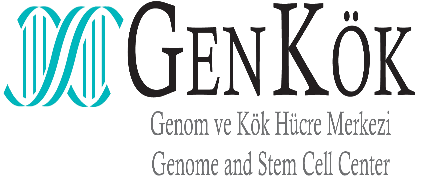 GENKÖK
Genom ve Kök Hücre Merkezi
Genome and Stem Cell Center